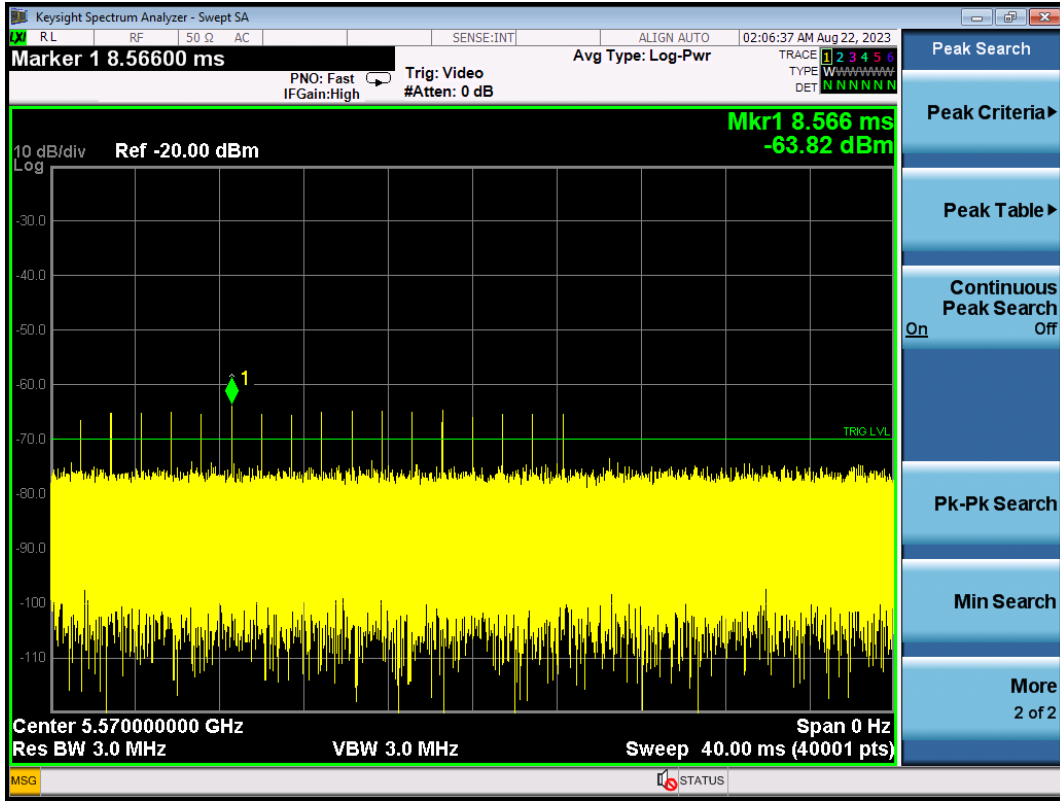 Keysight Spectrum Analyzer - Swept SA
LXI RL RF 50 Ω AC SENSE:INT ALIGN AUTO 02:06:37 AM Aug 22, 2023
Marker 1 8.56600 ms
PNO: Fast
IFGain:High
Trig: Video
#Atten: 0 dB
Avg Type: Log-Pwr
TRACE 1 2 3 4 5 6
TYPE WWWWWW
DET N N N N N N
Mkr1 8.566 ms
-63.82 dBm
10 dB/div Ref -20.00 dBm
Log
-30.0
-40.0
-50.0
-60.0
-70.0
-80.0
-90.0
-100
-110
1
TRIG LVL
Center 5.570000000 GHz Span 0 Hz
Res BW 3.0 MHz VBW 3.0 MHz Sweep 40.00 ms (40001 pts)
MSG STATUS
Peak Search
Peak Criteria
Peak Table
Continuous
Peak Search
On Off
Pk-Pk Search
Min Search
More
2 of 2